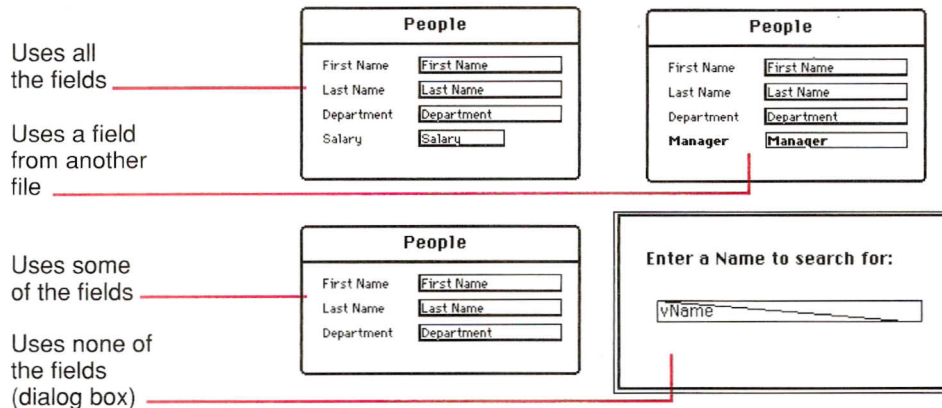 Uses all
the fields
Uses a field
from another
file
People
First Name First Name
Last Name Last Name
Department Department
Salary Salary
People
First Name First Name
Last Name Last Name
Department Department
Manager Manager
Uses some
of the fields
Uses none of
the fields
(dialog box)
People
First Name First Name
Last Name Last Name
Department Department
Enter a Name to search for:
vName